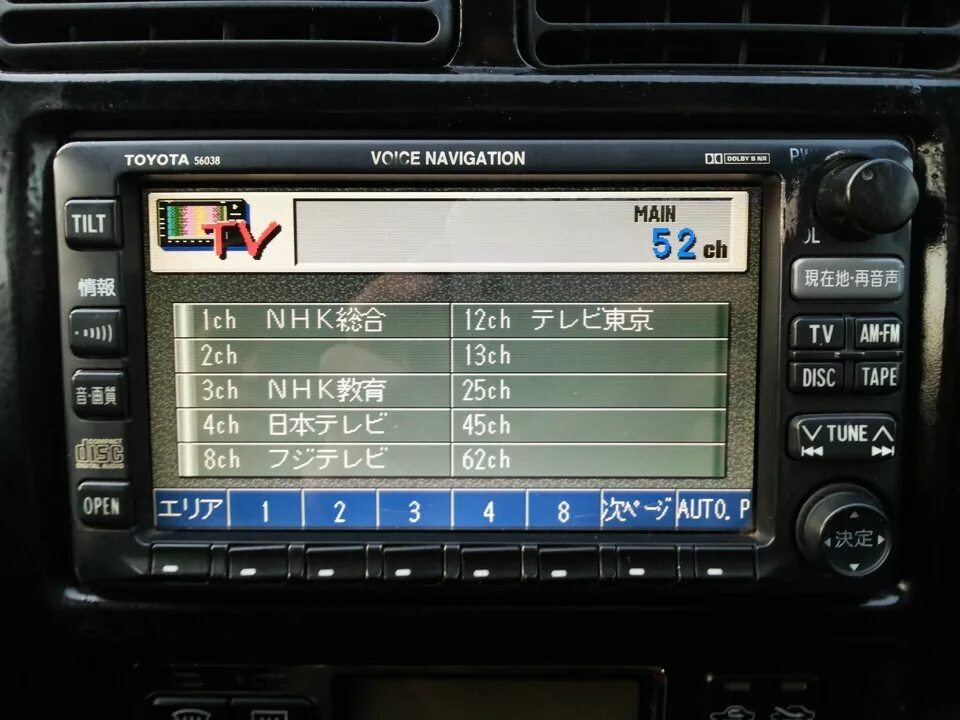 TOYOTA 56038
VOICE NAVIGATION
DOLBY B NR
TILT
情報
音・画質
COMPACT
disc
DIGITAL AUDIO
OPEN
TV
MAIN
52ch
1ch NHK総合
2ch
3ch NHK教育
4ch 日本テレビ
8ch フジテレビ
12ch テレビ東京
13ch
25ch
45ch
62ch
エリア 1 2 3 4 8 次ページ AUTO.P
現在地・再音声
TV AM·FM
DISC TAPE
TUNE
決定